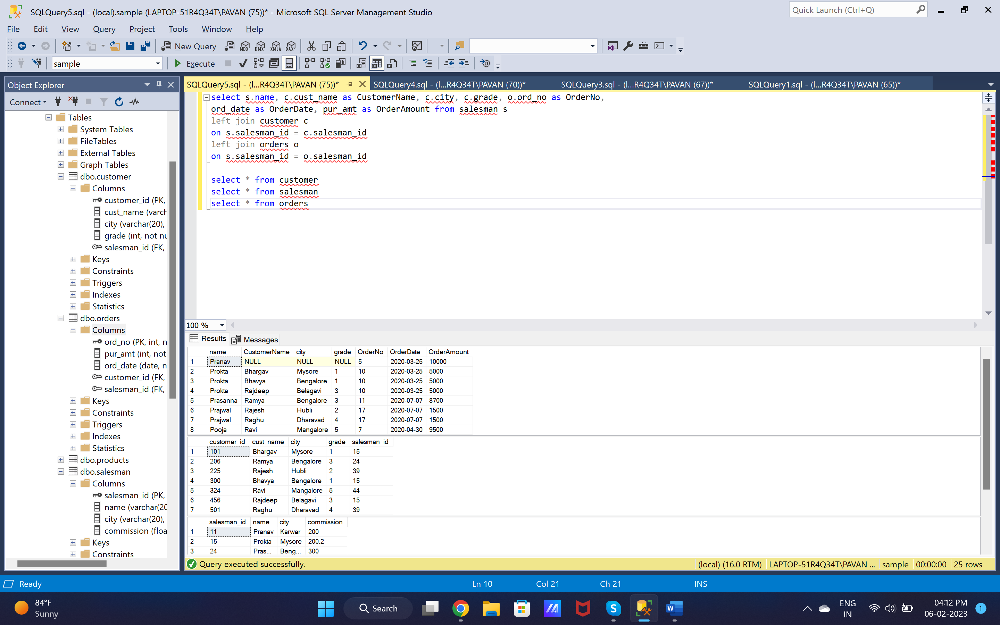 SQLQuery5.sql - (local).sample (LAPTOP-51R4Q34T\PAVAN (75))* - Microsoft SQL Server Management Studio
Quick Launch (Ctrl+Q)
File Edit View Query Project Tools Window Help
New Query MDX DMX XMLA DAX
sample Execute
Object Explorer
Connect
Tables
System Tables
FileTables
External Tables
Graph Tables
dbo.customer
Columns
customer_id (PK,
cust_name (varch
city (varchar(20),
grade (int, not nu
salesman_id (FK,
Keys
Constraints
Triggers
Indexes
Statistics
dbo.orders
Columns
ord_no (PK, int, n
pur_amt (int, not
ord_date (date, n
customer_id (FK,
salesman_id (FK,
Keys
Constraints
Triggers
Indexes
Statistics
dbo.products
dbo.salesman
Columns
salesman_id (PK,
name (varchar(20
city (varchar(20),
commission (floa
Keys
Constraints
SQLQuery5.sql - (l...R4Q34T\PAVAN (75))* SQLQuery4.sql - (l...R4Q34T\PAVAN (70))* SQLQuery3.sql - (l...R4Q34T\PAVAN (67))* SQLQuery1.sql - (l...R4Q34T\PAVAN (65))*
select s.name, c.cust_name as CustomerName, c.city, c.grade, o.ord_no as OrderNo,
ord_date as OrderDate, pur_amt as OrderAmount from salesman s
left join customer c
on s.salesman_id = c.salesman_id
left join orders o
on s.salesman_id = o.salesman_id
select * from customer
select * from salesman
select * from orders
100 %
Results Messages
name CustomerName city grade OrderNo OrderDate OrderAmount
1 Pranav NULL NULL NULL 5 2020-03-25 10000
2 Prokta Bhargav Mysore 1 10 2020-03-25 5000
3 Prokta Bhavya Bengalore 1 10 2020-03-25 5000
4 Prokta Rajdeep Belagavi 3 10 2020-03-25 5000
5 Prasanna Ramya Bengalore 3 11 2020-07-07 8700
6 Prajwal Rajesh Hubli 2 17 2020-07-07 1500
7 Prajwal Raghu Dharavad 4 17 2020-07-07 1500
8 Pooja Ravi Mangalore 5 7 2020-04-30 9500
customer_id cust_name city grade salesman_id
1 101 Bhargav Mysore 1 15
2 206 Ramya Bengalore 3 24
3 225 Rajesh Hubli 2 39
4 300 Bhavya Bengalore 1 15
5 324 Ravi Mangalore 5 44
6 456 Rajdeep Belagavi 3 15
7 501 Raghu Dharavad 4 39
salesman_id name city commission
1 11 Pranav Karwar 200
2 15 Prokta Mysore 200.2
3 24 Pras... Beng... 300
Query executed successfully. (local) (16.0 RTM) LAPTOP-51R4Q34T\PAVAN ... sample 00:00:00 25 rows
Ready Ln 10 Col 21 Ch 21 INS
84°F
Sunny
Search
ENG
IN
04:12 PM
06-02-2023
1